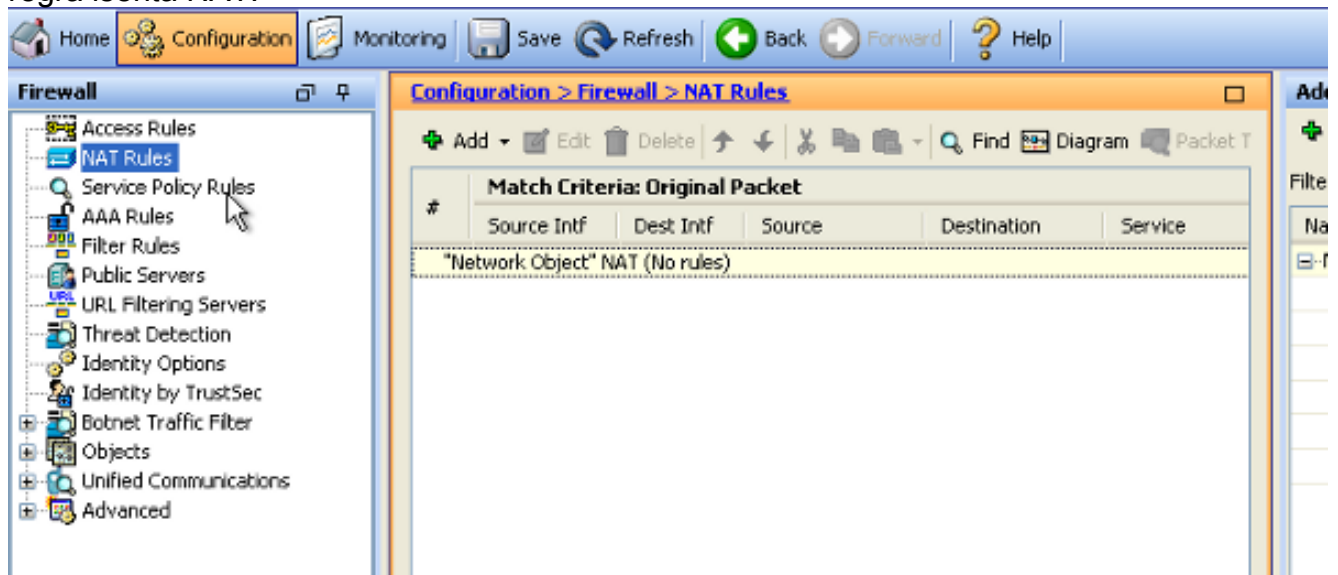 Home Configuration Monitoring Save Refresh Back Forward Help
Firewall
Access Rules
NAT Rules
Service Policy Rules
AAA Rules
Filter Rules
Public Servers
URL Filtering Servers
Threat Detection
Identity Options
Identity by TrustSec
Botnet Traffic Filter
Objects
Unified Communications
Advanced
Configuration > Firewall > NAT Rules
Add Edit Delete Find Diagram Packet T
# Match Criteria: Original Packet
Source Intf Dest Intf Source Destination Service
"Network Object" NAT (No rules)
Filte
Na